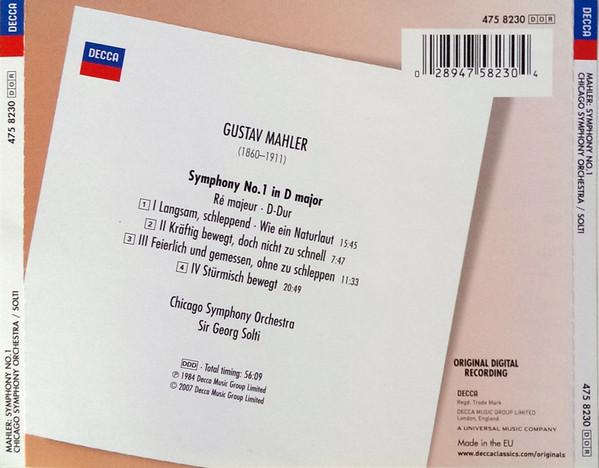 DECCA
475 8230 DOR
MAHLER: SYMPHONY NO.1
CHICAGO SYMPHONY ORCHESTRA / SOLTI
DECCA
475 8230 DOR
0 28947 58230 4
GUSTAV MAHLER
(1860–1911)
Symphony No.1 in D major
Ré majeur · D-Dur
1 I Langsam, schleppend · Wie ein Naturlaut 15:45
2 II Kräftig bewegt, doch nicht zu schnell 7:47
3 III Feierlich und gemessen, ohne zu schleppen 11:33
4 IV Stürmisch bewegt 20:49
Chicago Symphony Orchestra
Sir Georg Solti
DDD · Total timing: 56:09
℗ 1984 Decca Music Group Limited
© 2007 Decca Music Group Limited
ORIGINAL DIGITAL
RECORDING
DECCA
Regd. Trade Mark
DECCA MUSIC GROUP LIMITED
London, England
A UNIVERSAL MUSIC COMPANY
Made in the EU
www.deccaclassics.com/originals
DECCA
MAHLER: SYMPHONY NO.1
CHICAGO SYMPHONY ORCHESTRA / SOLTI
475 8230 DOR